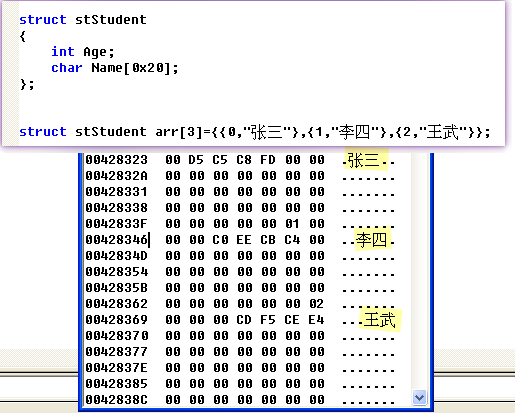 struct stStudent
{
int Age;
char Name[0x20];
};
struct stStudent arr[3]={{0,"张三"},{1,"李四"},{2,"王武"}};
00428323 00 D5 C5 C8 FD 00 00 .张三..
0042832A 00 00 00 00 00 00 00 .......
00428331 00 00 00 00 00 00 00 .......
00428338 00 00 00 00 00 00 00 .......
0042833F 00 00 00 00 00 01 00 .......
00428346 00 00 C0 EE CB C4 00 ..李四.
0042834D 00 00 00 00 00 00 00 .......
00428354 00 00 00 00 00 00 00 .......
0042835B 00 00 00 00 00 00 00 .......
00428362 00 00 00 00 00 00 02 .......
00428369 00 00 00 CD F5 CE E4 ...王武
00428370 00 00 00 00 00 00 00 .......
00428377 00 00 00 00 00 00 00 .......
0042837E 00 00 00 00 00 00 00 .......
00428385 00 00 00 00 00 00 00 .......
0042838C 00 00 00 00 00 00 00 .......